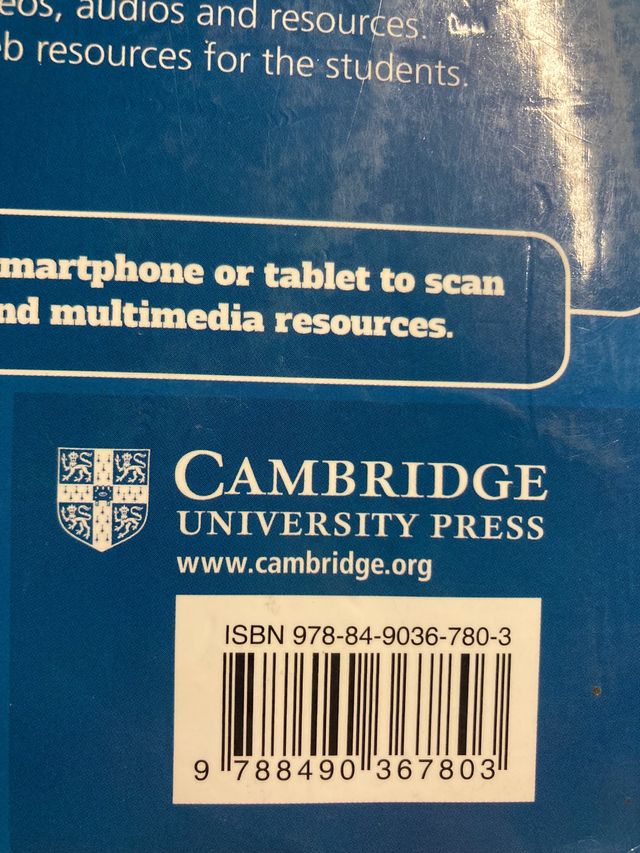 eos, audios and resources.
b resources for the students.
martphone or tablet to scan
nd multimedia resources.
CAMBRIDGE
UNIVERSITY PRESS
www.cambridge.org
ISBN 978-84-9036-780-3
9 788490 367803